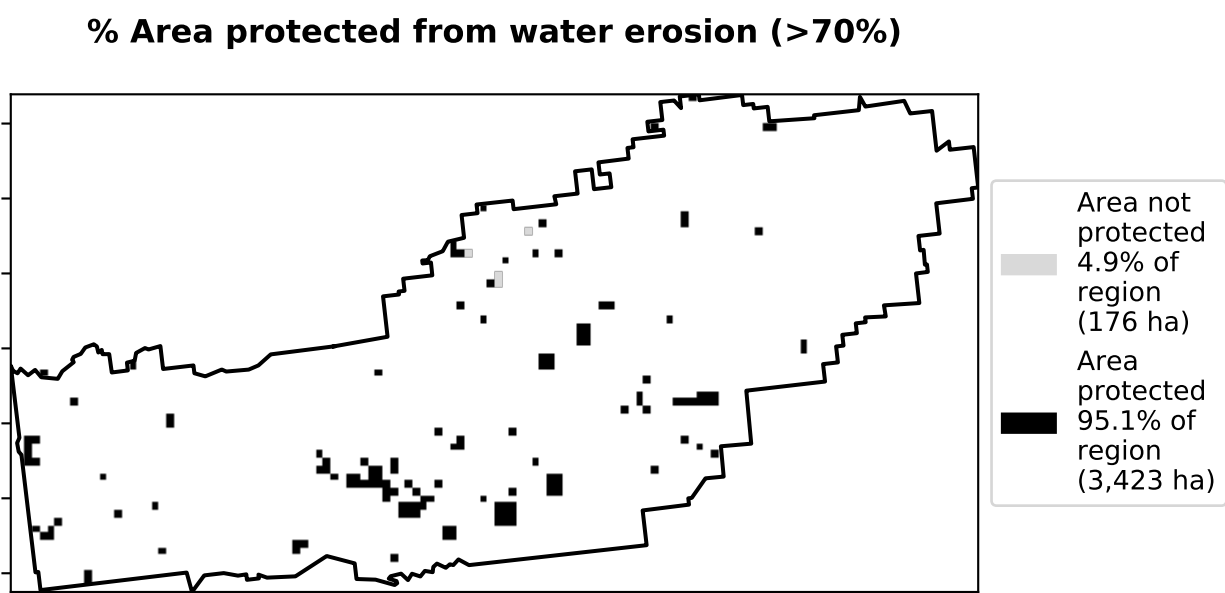 % Area protected from water erosion (>70%)
Area not
protected
4.9% of
region
(176 ha)
Area
protected
95.1% of
region
(3,423 ha)